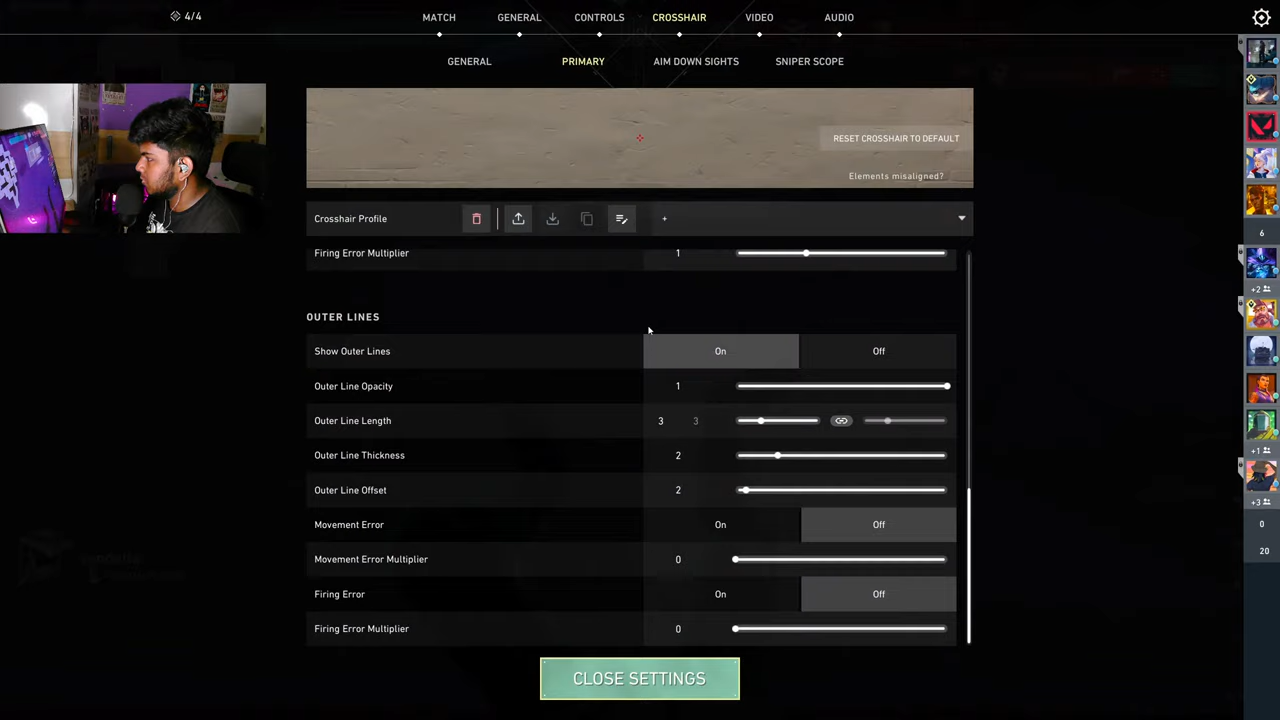 4/4
MATCH GENERAL CONTROLS CROSSHAIR VIDEO AUDIO
GENERAL PRIMARY AIM DOWN SIGHTS SNIPER SCOPE
RESET CROSSHAIR TO DEFAULT
Elements misaligned?
Crosshair Profile +
Firing Error Multiplier 1
OUTER LINES
Show Outer Lines On Off
Outer Line Opacity 1
Outer Line Length 3 3
Outer Line Thickness 2
Outer Line Offset 2
Movement Error On Off
Movement Error Multiplier 0
Firing Error On Off
Firing Error Multiplier 0
CLOSE SETTINGS
6
+2
+1
+3
0
20